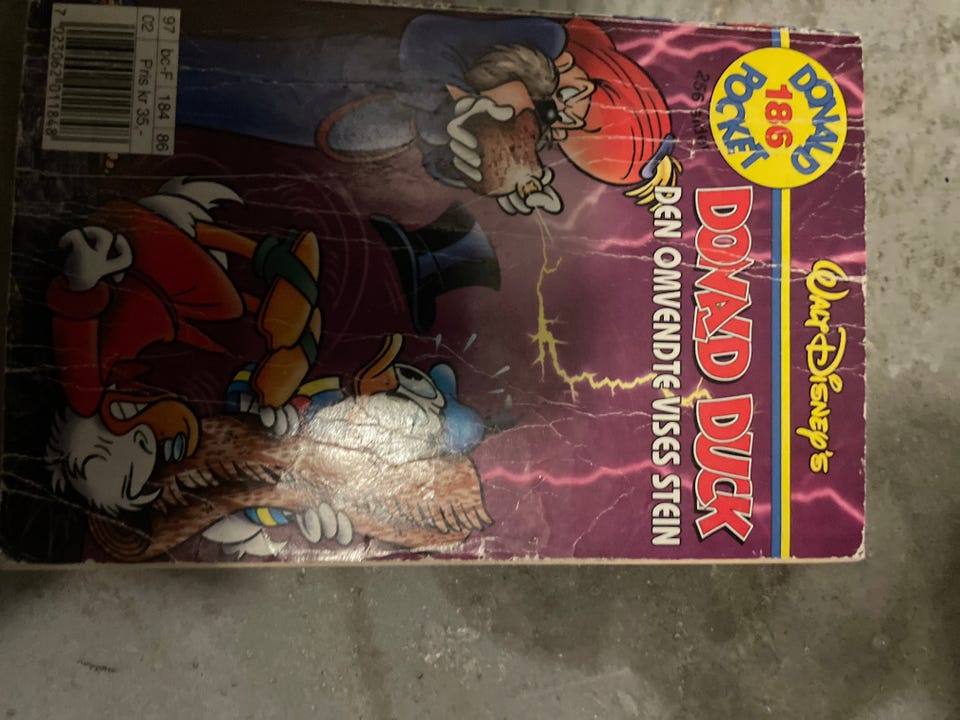 Walt Disney's
DONALD
186
POCKET
256 sider
DONALD DUCK
DEN OMVENDTE VISES STEIN
97 bc-F 184 86
02 Pris kr 35,-